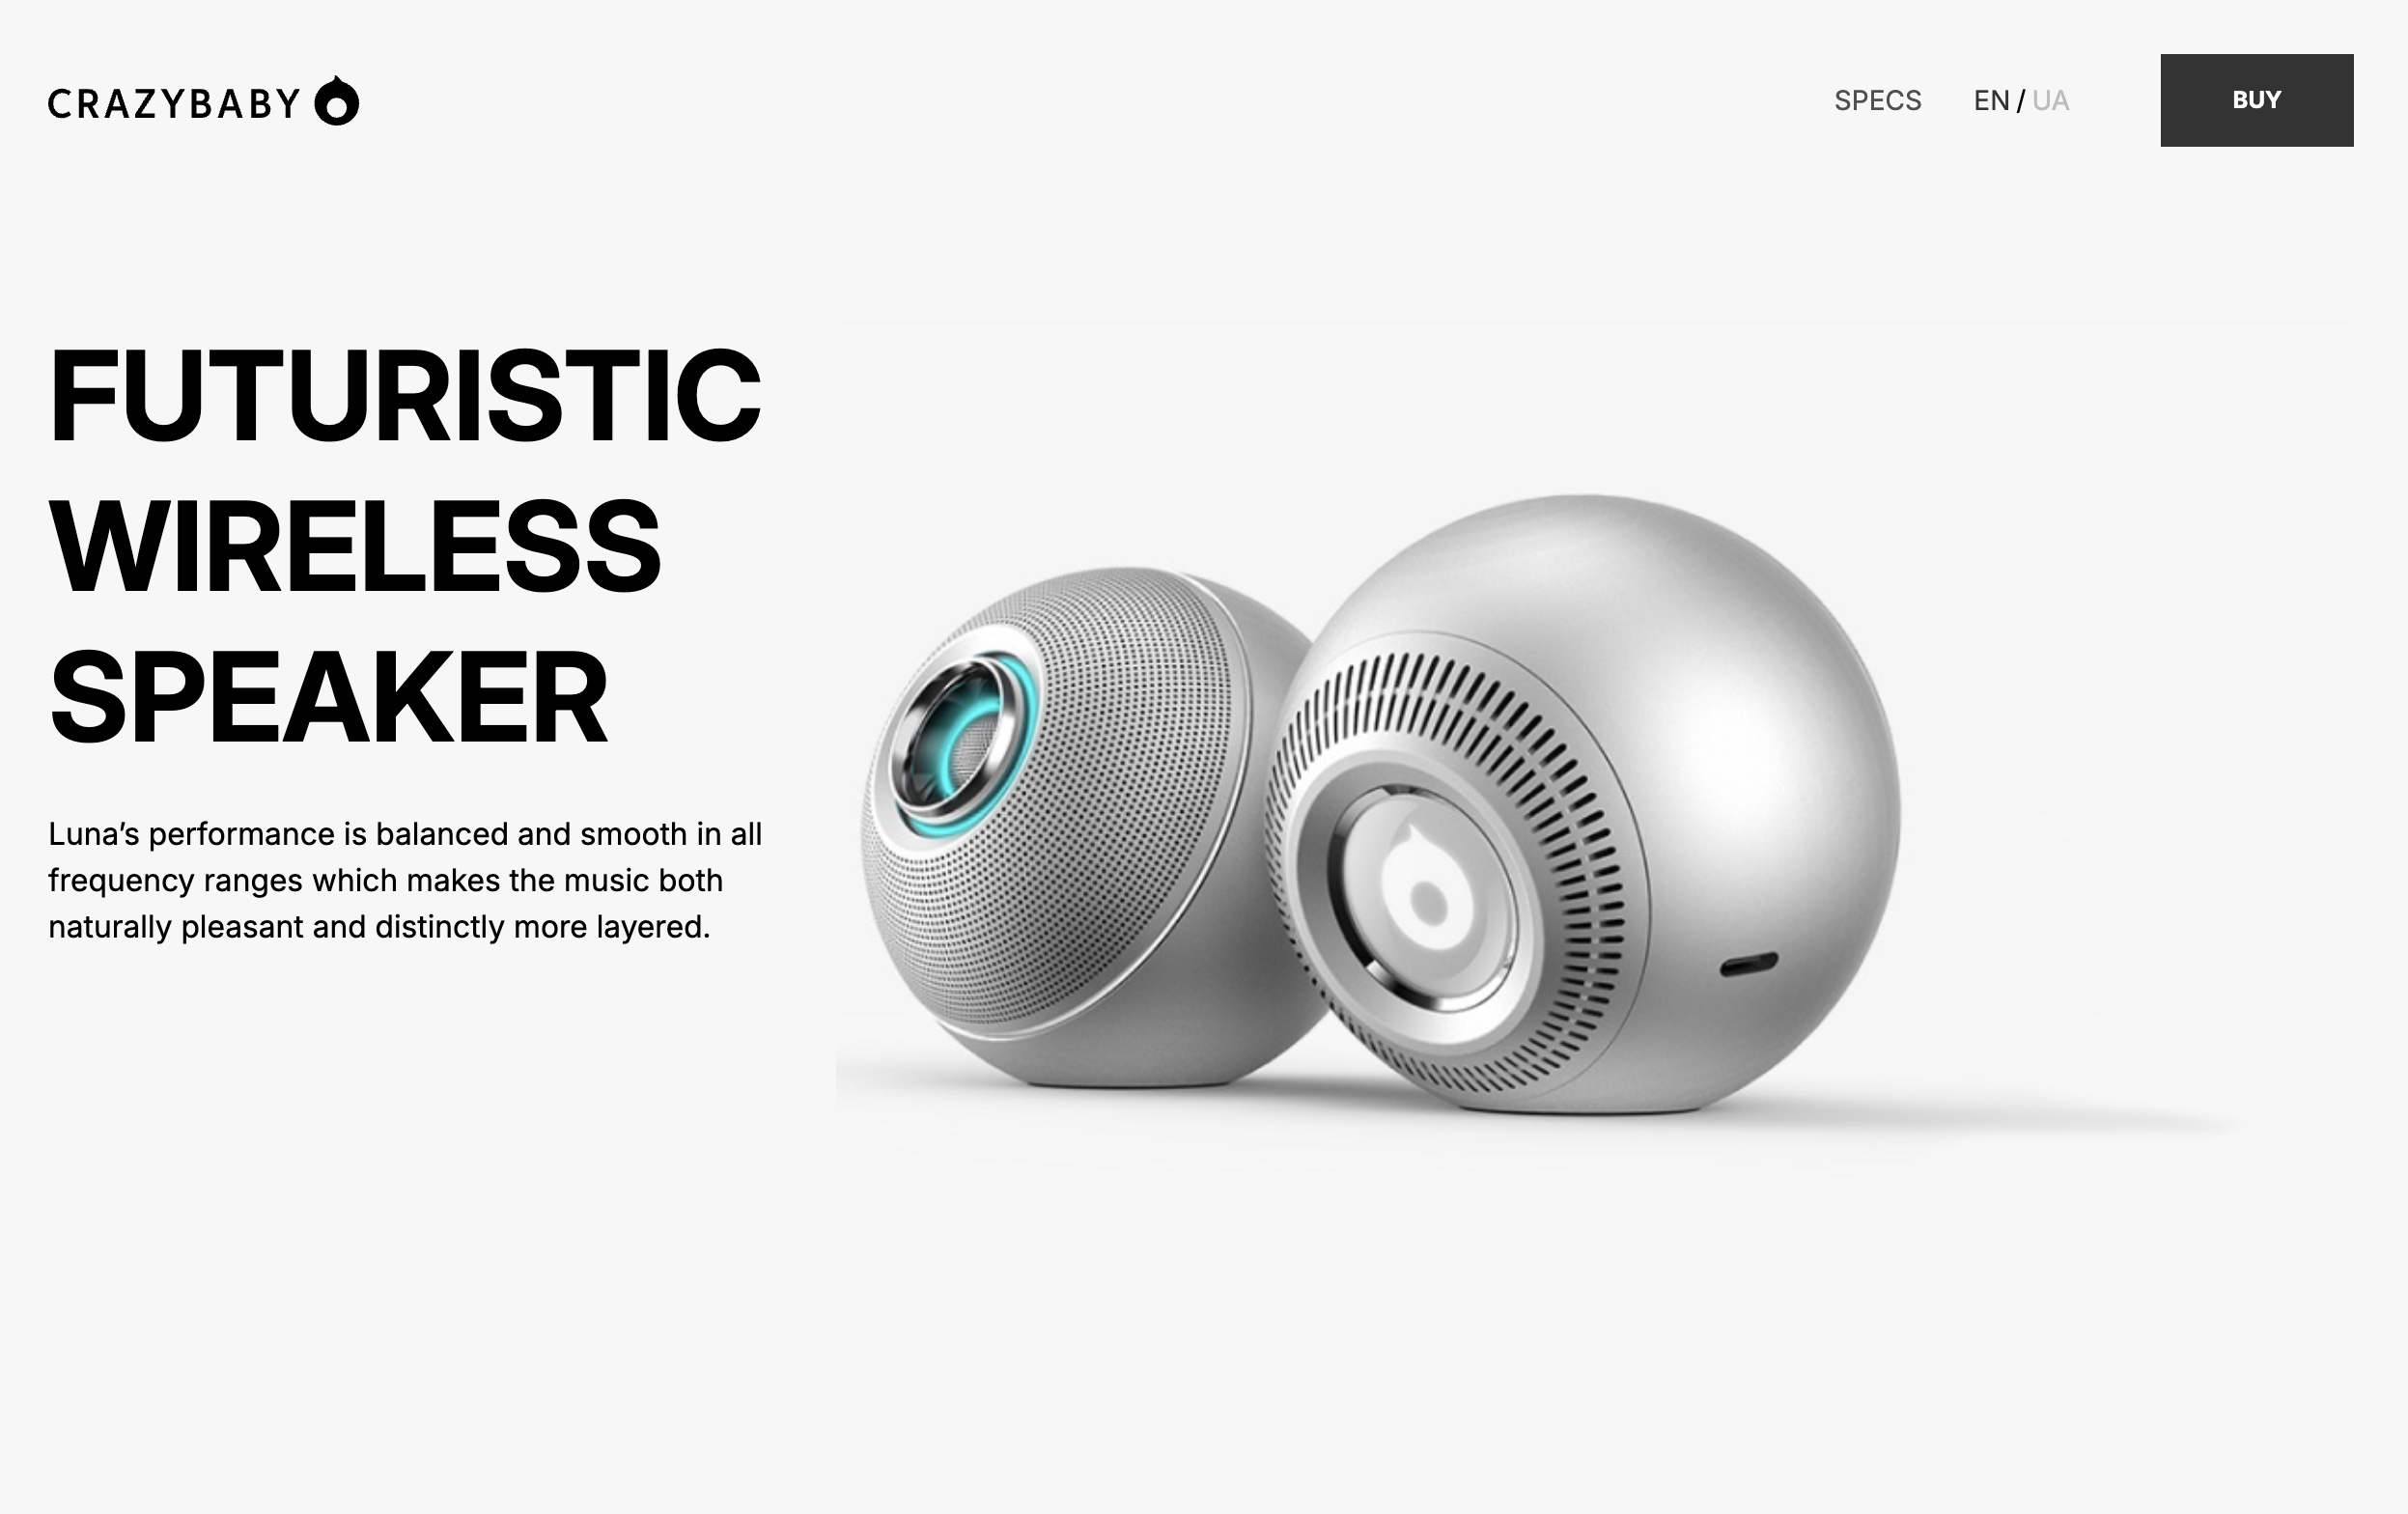 CRAZYBABY
SPECS
EN / UA
BUY
FUTURISTIC
WIRELESS
SPEAKER
Luna’s performance is balanced and smooth in all
frequency ranges which makes the music both
naturally pleasant and distinctly more layered.